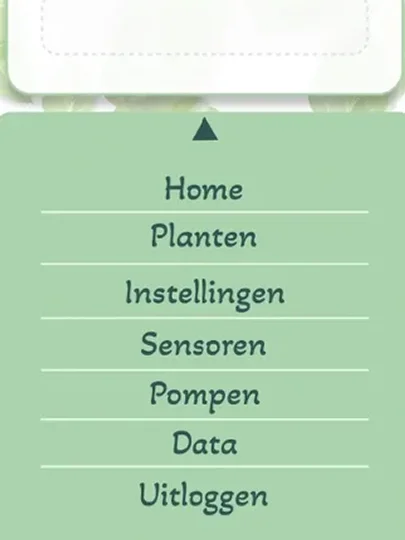 Home
Planten
Instellingen
Sensoren
Pompen
Data
Uitloggen